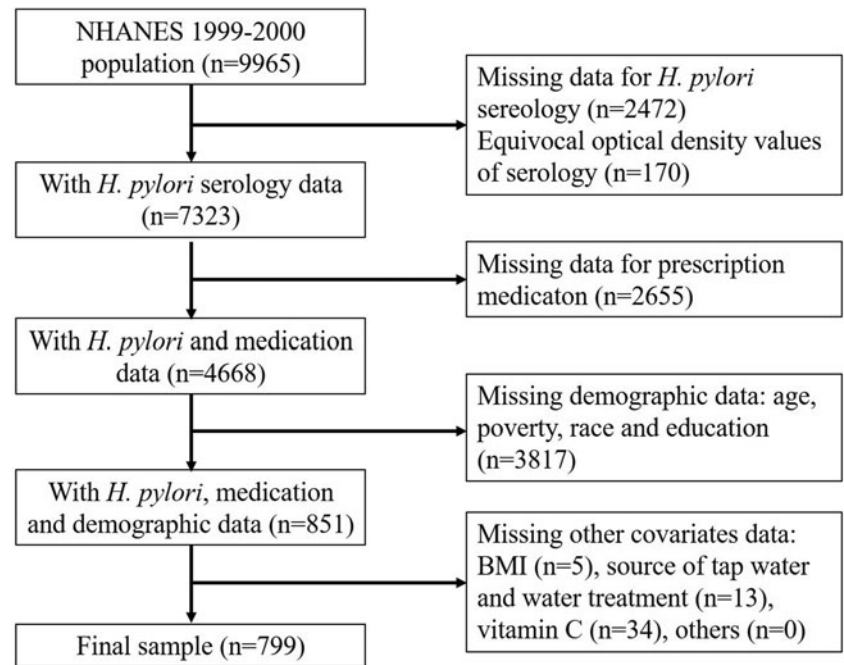 NHANES 1999-2000
population (n=9965)
Missing data for H. pylori
sereology (n=2472)
Equivocal optical density values
of serology (n=170)
With H. pylori serology data
(n=7323)
Missing data for prescription
medicaton (n=2655)
With H. pylori and medication
data (n=4668)
Missing demographic data: age,
poverty, race and education
(n=3817)
With H. pylori, medication
and demographic data (n=851)
Missing other covariates data:
BMI (n=5), source of tap water
and water treatment (n=13),
vitamin C (n=34), others (n=0)
Final sample (n=799)